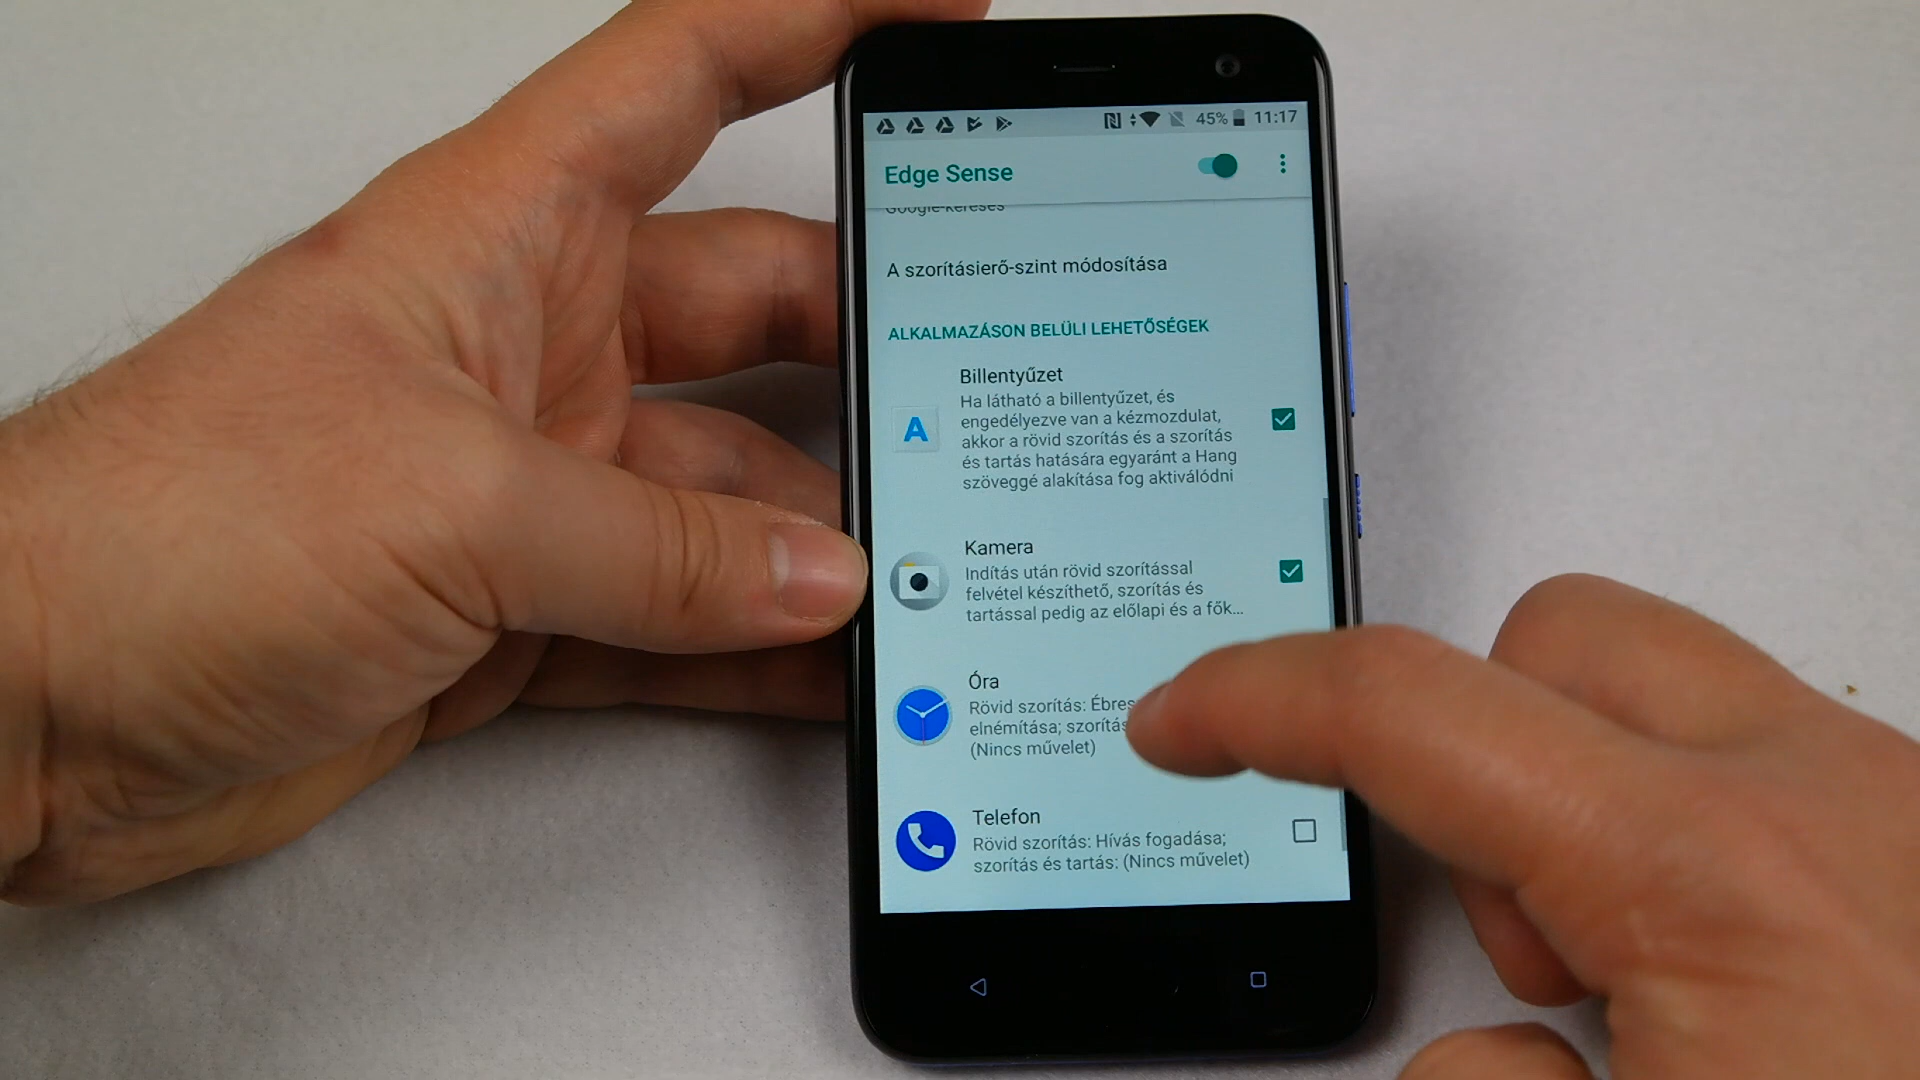 45% 11:17
Edge Sense
Google-keresés
A szorításierő-szint módosítása
ALKALMAZÁSON BELÜLI LEHETŐSÉGEK
Billentyűzet
Ha látható a billentyűzet, és
engedélyezve van a kézmozdulat,
akkor a rövid szorítás és a szorítás
és tartás hatására egyaránt a Hang
szöveggé alakítása fog aktiválódni
A
Kamera
Indítás után rövid szorítással
felvétel készíthető, szorítás és
tartással pedig az előlapi és a fők...
Óra
Rövid szorítás: Ébres
elnémítása; szorítás
(Nincs művelet)
Telefon
Rövid szorítás: Hívás fogadása;
szorítás és tartás: (Nincs művelet)